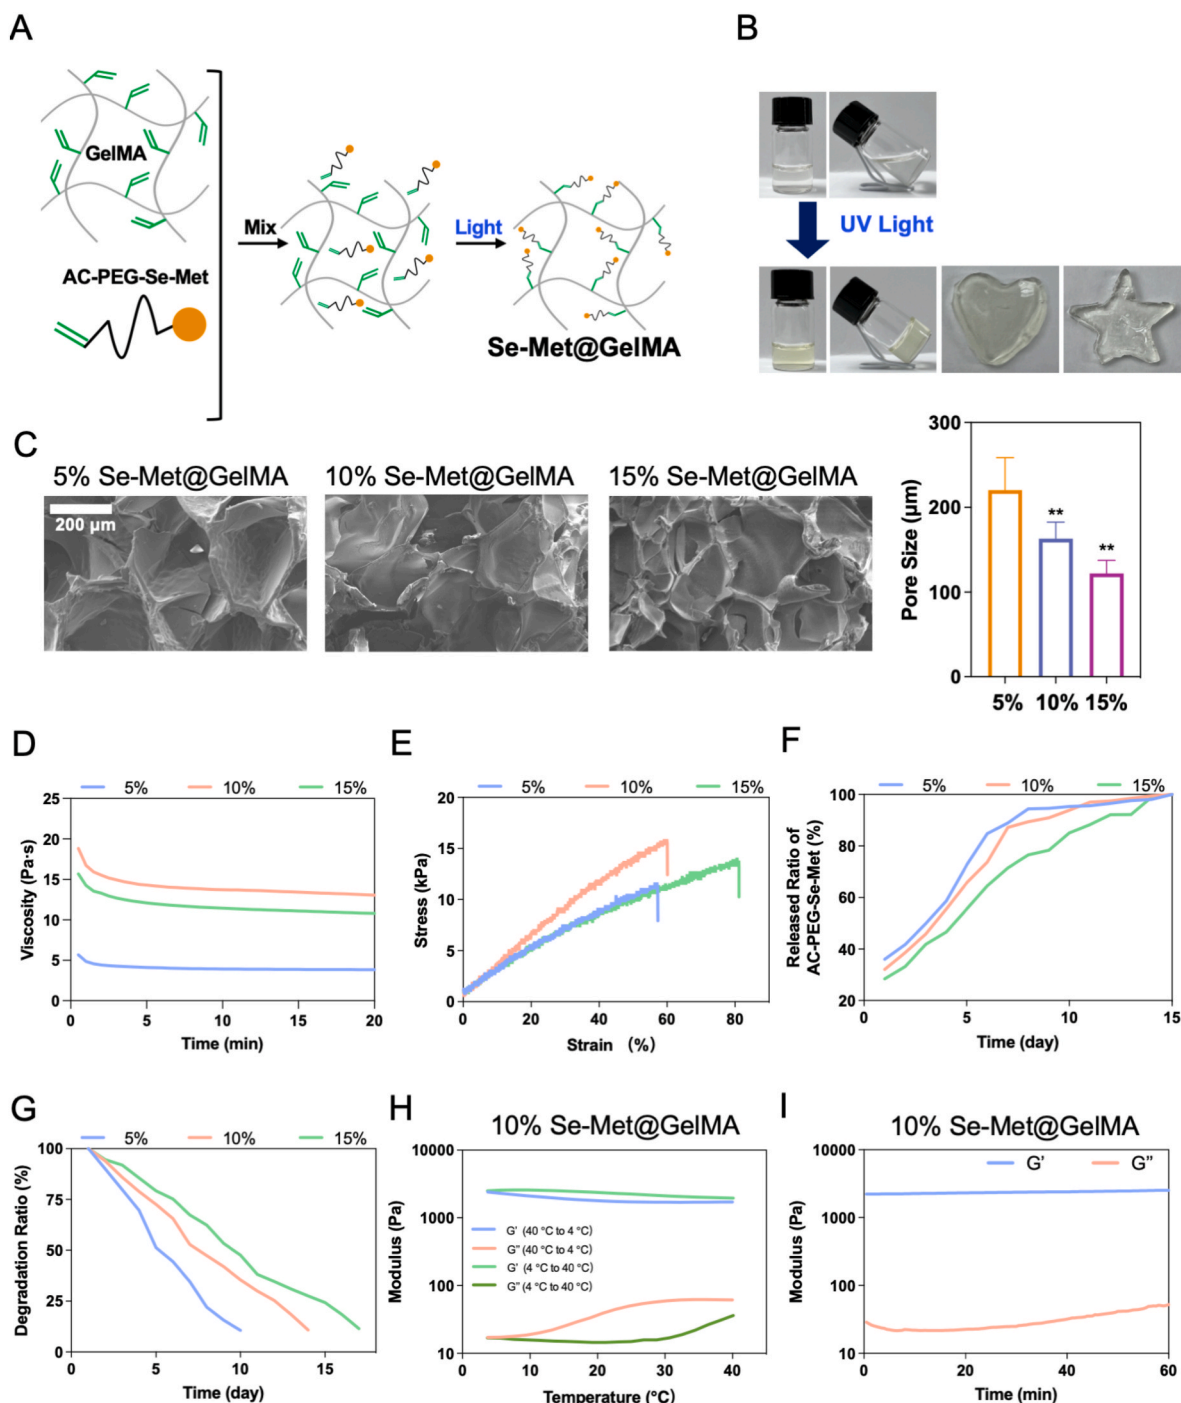 A
GelMA
AC-PEG-Se-Met
Mix
Light
Se-Met@GelMA
B
UV Light
C
5% Se-Met@GelMA
10% Se-Met@GelMA
15% Se-Met@GelMA
200 µm
300
200
100
0
Pore Size (µm)
**
**
5% 10% 15%
D
5% 10% 15%
25
20
15
10
5
0
Viscosity (Pa·s)
0 5 10 15 20
Time (min)
E
5% 10% 15%
20
15
10
5
0
Stress (kPa)
0 20 40 60 80
Strain (%)
F
5% 10% 15%
100
80
60
40
20
Released Ratio of
AC-PEG-Se-Met (%)
0 5 10 15
Time (day)
G
5% 10% 15%
100
75
50
25
0
Degradation Ratio (%)
0 5 10 15
Time (day)
H
10% Se-Met@GelMA
10000
1000
100
10
Modulus (Pa)
G' (40 °C to 4 °C)
G" (40 °C to 4 °C)
G' (4 °C to 40 °C)
G" (4 °C to 40 °C)
0 10 20 30 40
Temperature (°C)
I
10% Se-Met@GelMA
G' G"
10000
1000
100
10
Modulus (Pa)
0 20 40 60
Time (min)